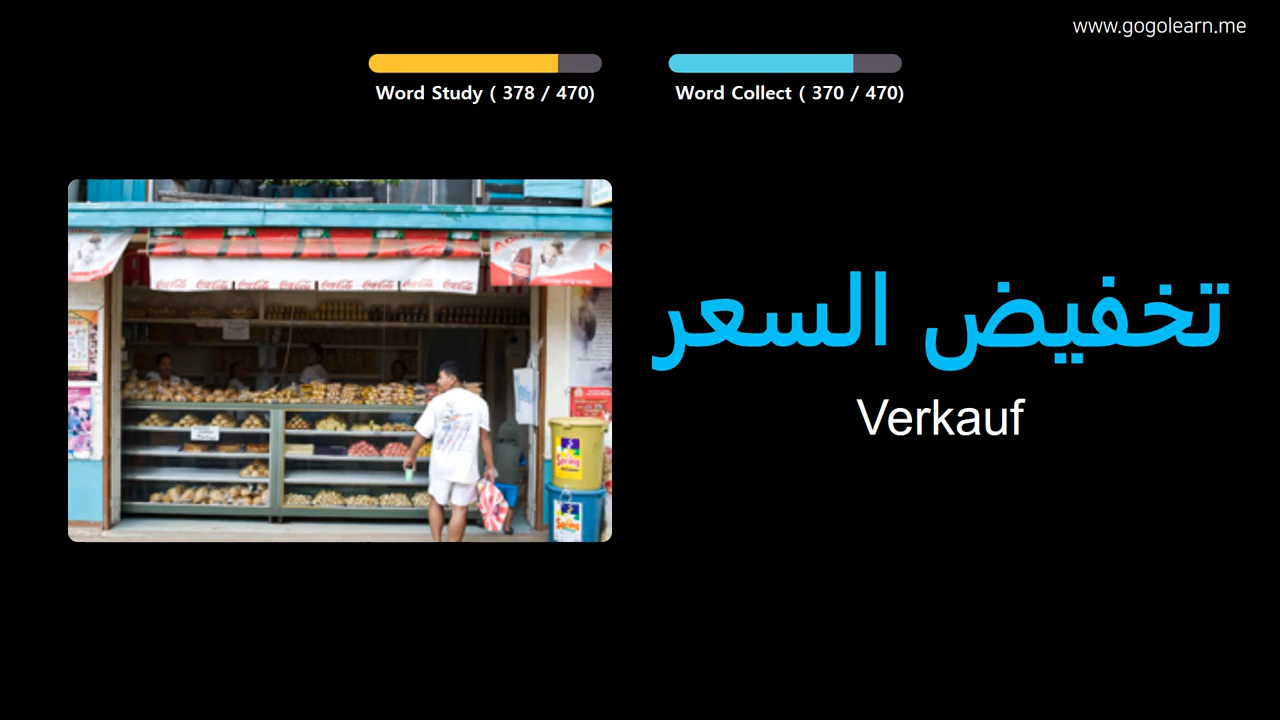 www.gogolearn.me
Word Study ( 378 / 470)
Word Collect ( 370 / 470)
تخفيض السعر
Verkauf